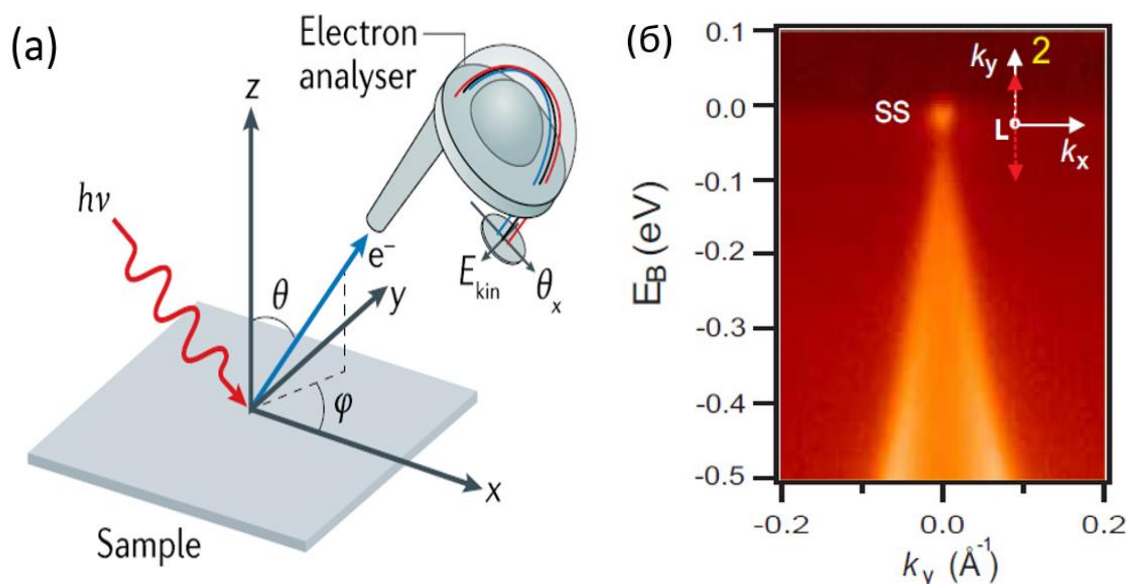 (a)
Electron
analyser
z
hν
θ
e⁻
y
E_kin
θ_x
φ
x
Sample
(б)
0.1
0.0
-0.1
-0.2
-0.3
-0.4
-0.5
E_B (eV)
SS
k_y
2
L
k_x
-0.2
0.0
0.2
k_y (Å⁻¹)